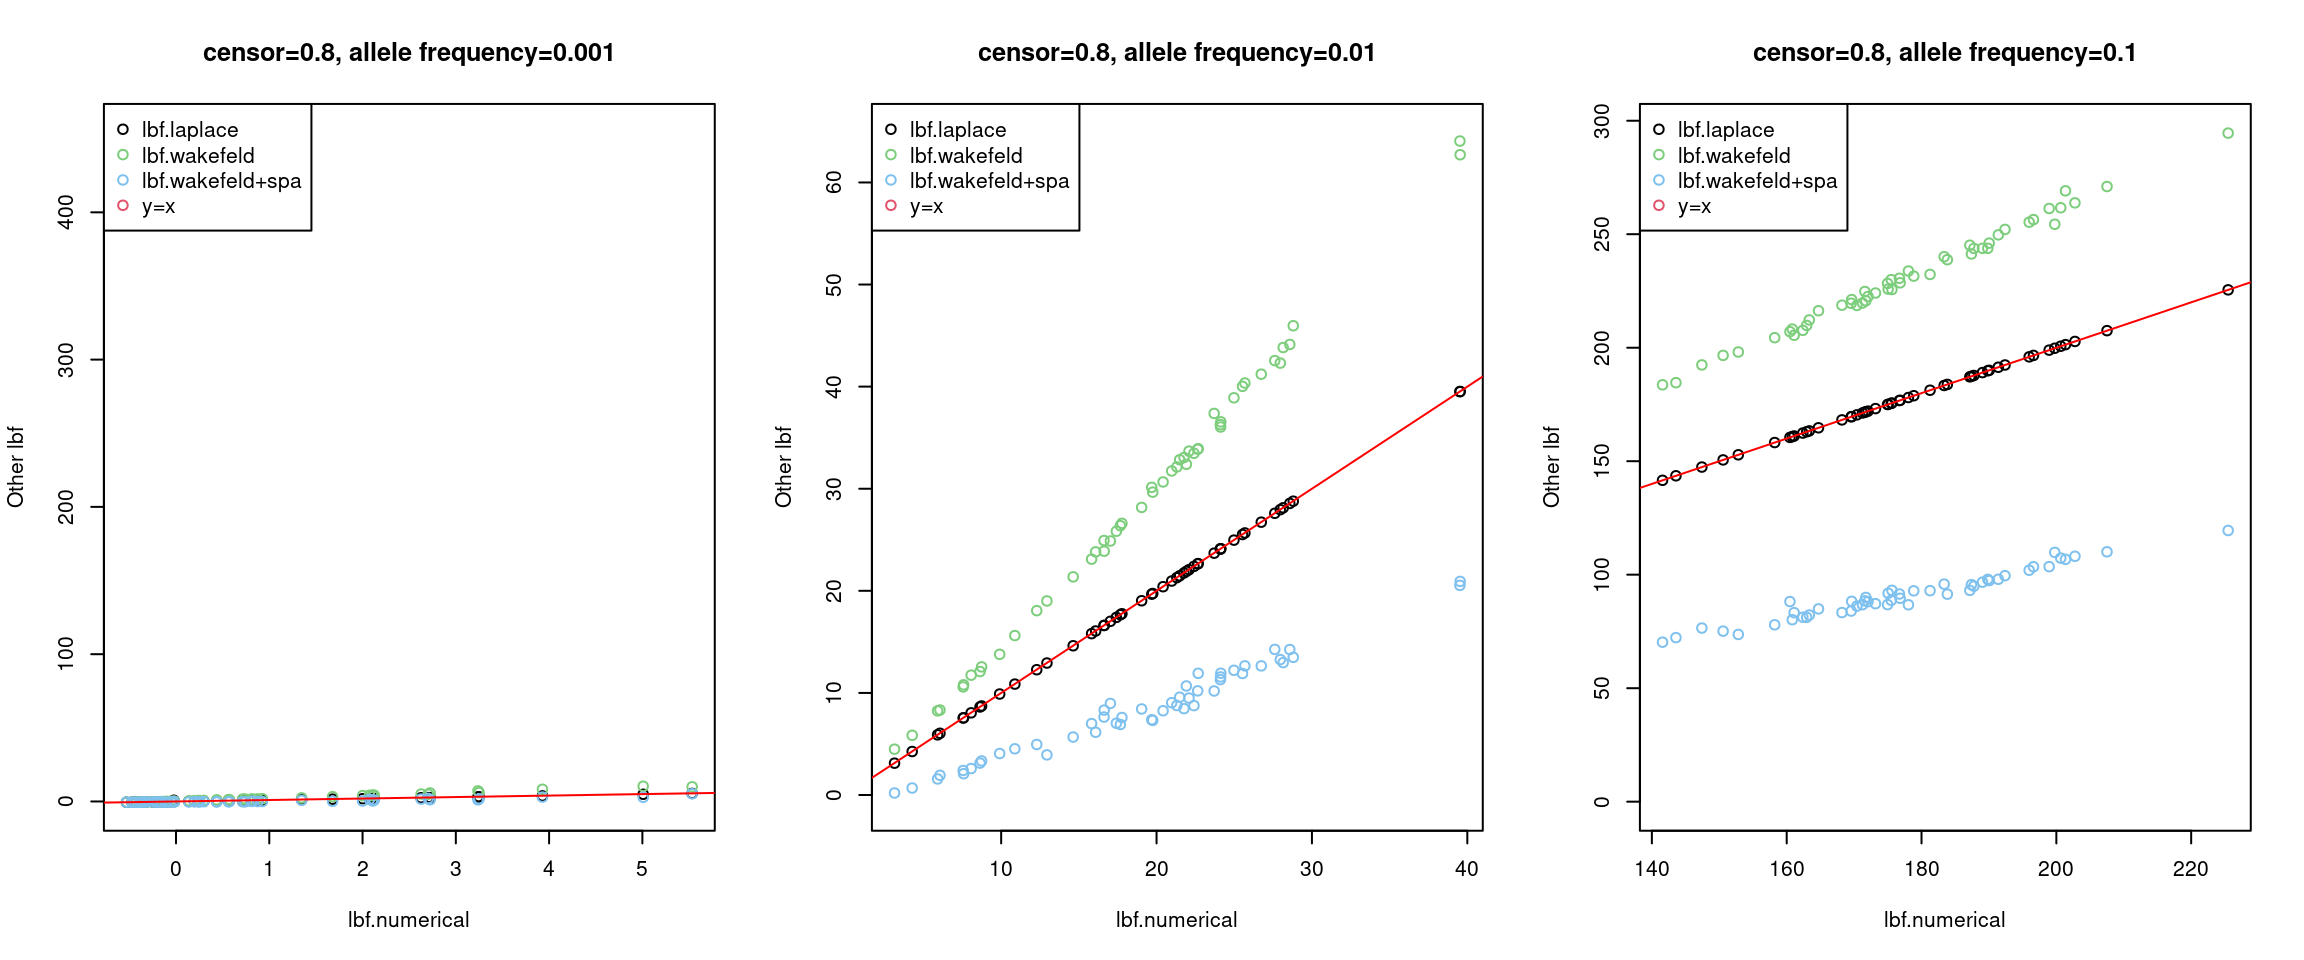 censor=0.8, allele frequency=0.001
lbf.laplace
lbf.wakefeld
lbf.wakefeld+spa
y=x
Other lbf
0
100
200
300
400
0 1 2 3 4 5
lbf.numerical
censor=0.8, allele frequency=0.01
lbf.laplace
lbf.wakefeld
lbf.wakefeld+spa
y=x
Other lbf
0
10
20
30
40
50
60
10 20 30 40
lbf.numerical
censor=0.8, allele frequency=0.1
lbf.laplace
lbf.wakefeld
lbf.wakefeld+spa
y=x
Other lbf
0
50
100
150
200
250
300
140 160 180 200 220
lbf.numerical